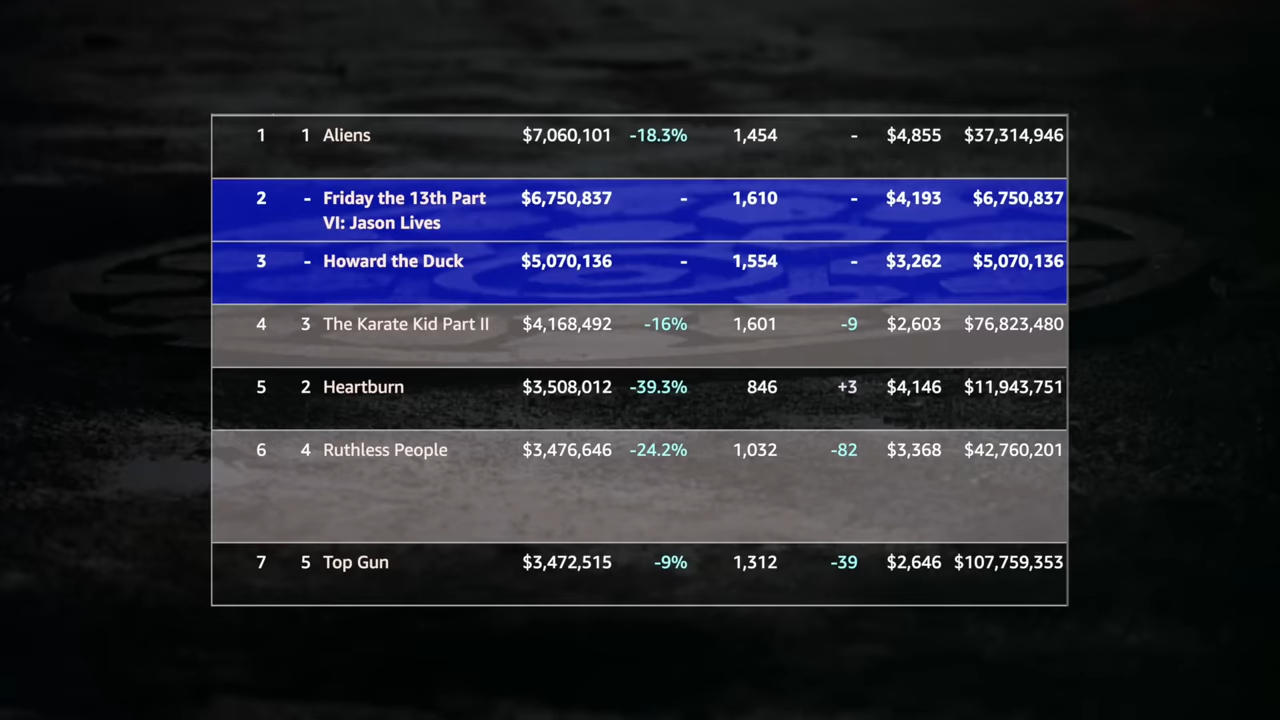 1 1 Aliens $7,060,101 -18.3% 1,454 - $4,855 $37,314,946
2 - Friday the 13th Part $6,750,837 - 1,610 - $4,193 $6,750,837
VI: Jason Lives
3 - Howard the Duck $5,070,136 - 1,554 - $3,262 $5,070,136
4 3 The Karate Kid Part II $4,168,492 -16% 1,601 -9 $2,603 $76,823,480
5 2 Heartburn $3,508,012 -39.3% 846 +3 $4,146 $11,943,751
6 4 Ruthless People $3,476,646 -24.2% 1,032 -82 $3,368 $42,760,201
7 5 Top Gun $3,472,515 -9% 1,312 -39 $2,646 $107,759,353